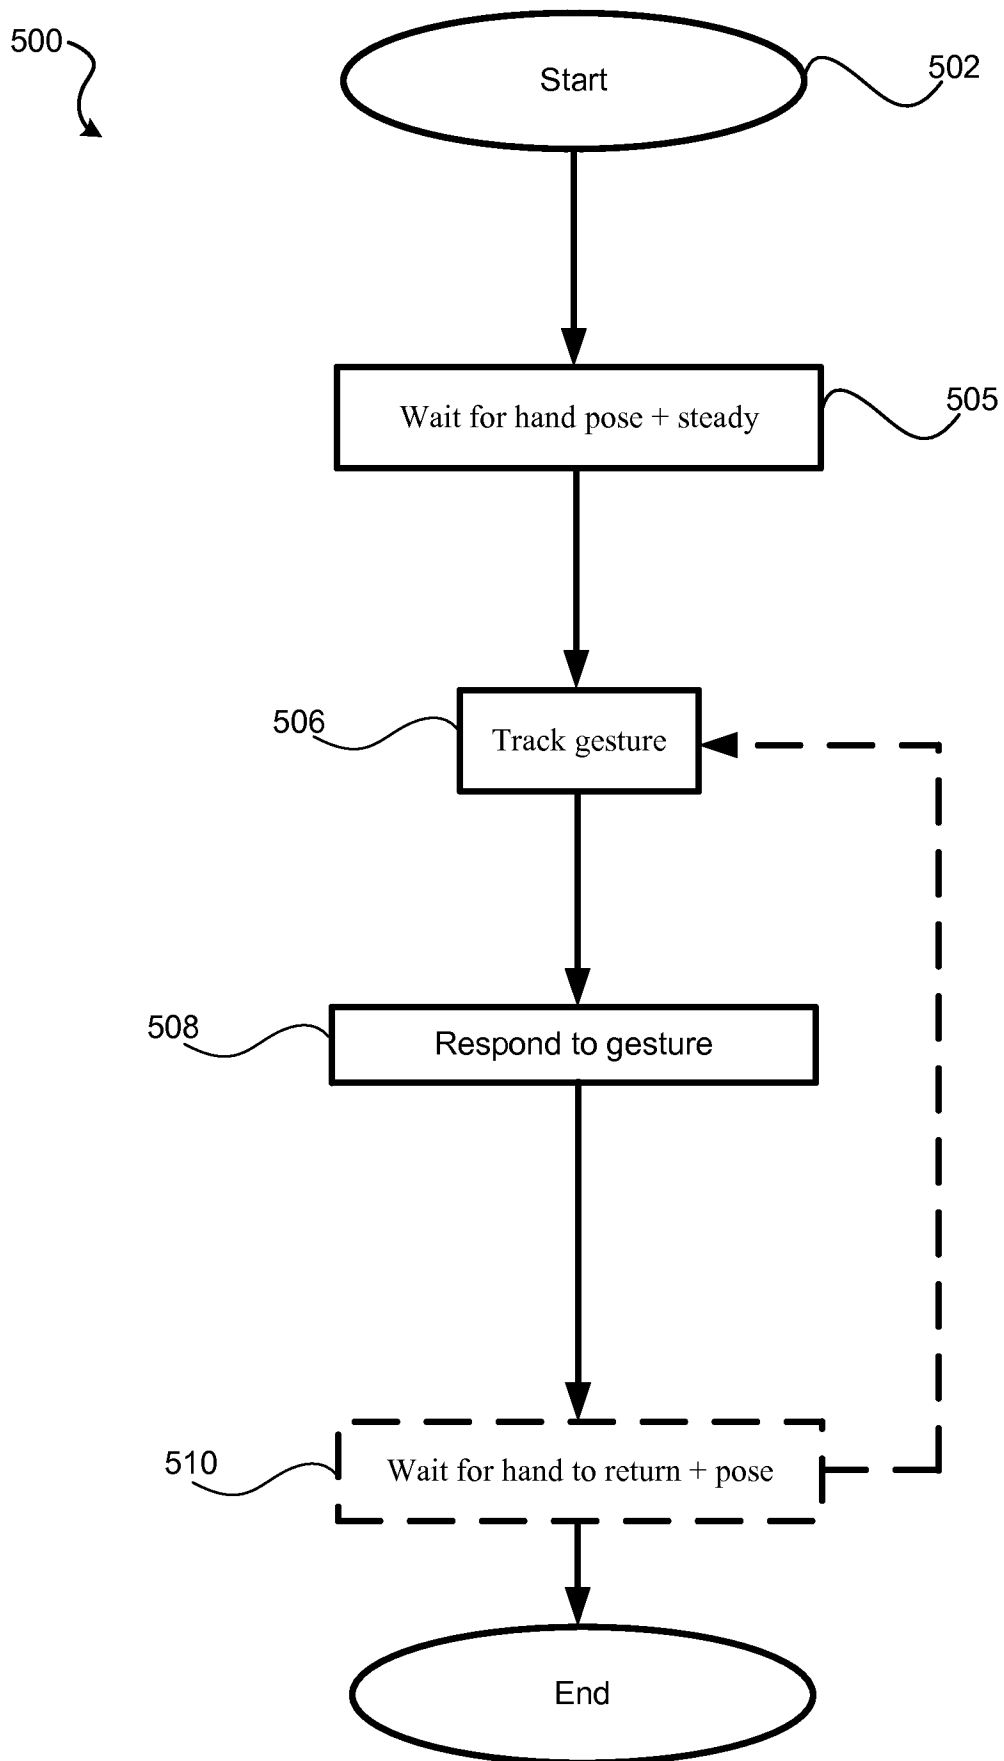 500
Start
502
Wait for hand pose + steady
505
506
Track gesture
508
Respond to gesture
510
Wait for hand to return + pose
End